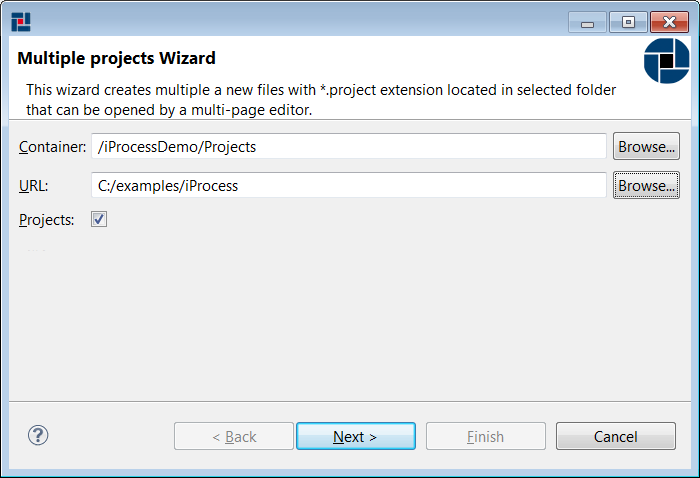 Multiple projects Wizard
This wizard creates multiple a new files with *.project extension located in selected folder
that can be opened by a multi-page editor.
Container: /iProcessDemo/Projects Browse...
URL: C:/examples/iProcess Browse...
Projects:
? < Back Next > Finish Cancel